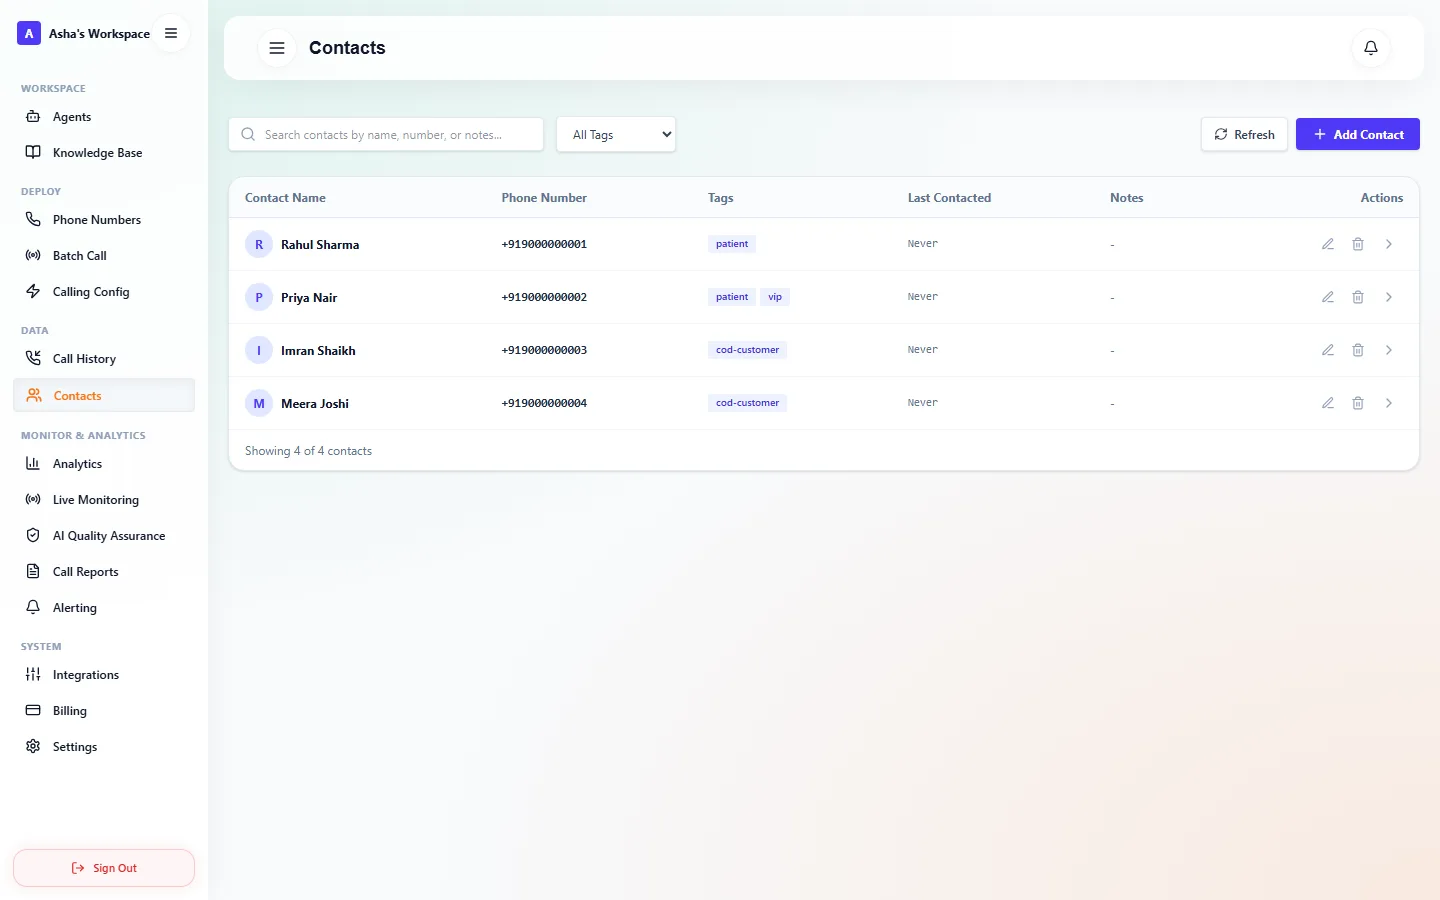 A Asha's Workspace
Contacts
WORKSPACE
Agents
Knowledge Base
DEPLOY
Phone Numbers
Batch Call
Calling Config
DATA
Call History
Contacts
MONITOR & ANALYTICS
Analytics
Live Monitoring
AI Quality Assurance
Call Reports
Alerting
SYSTEM
Integrations
Billing
Settings
Sign Out
Search contacts by name, number, or notes...
All Tags
Refresh
Add Contact
Contact Name Phone Number Tags Last Contacted Notes Actions
R Rahul Sharma +919000000001 patient Never -
P Priya Nair +919000000002 patient vip Never -
I Imran Shaikh +919000000003 cod-customer Never -
M Meera Joshi +919000000004 cod-customer Never -
Showing 4 of 4 contacts